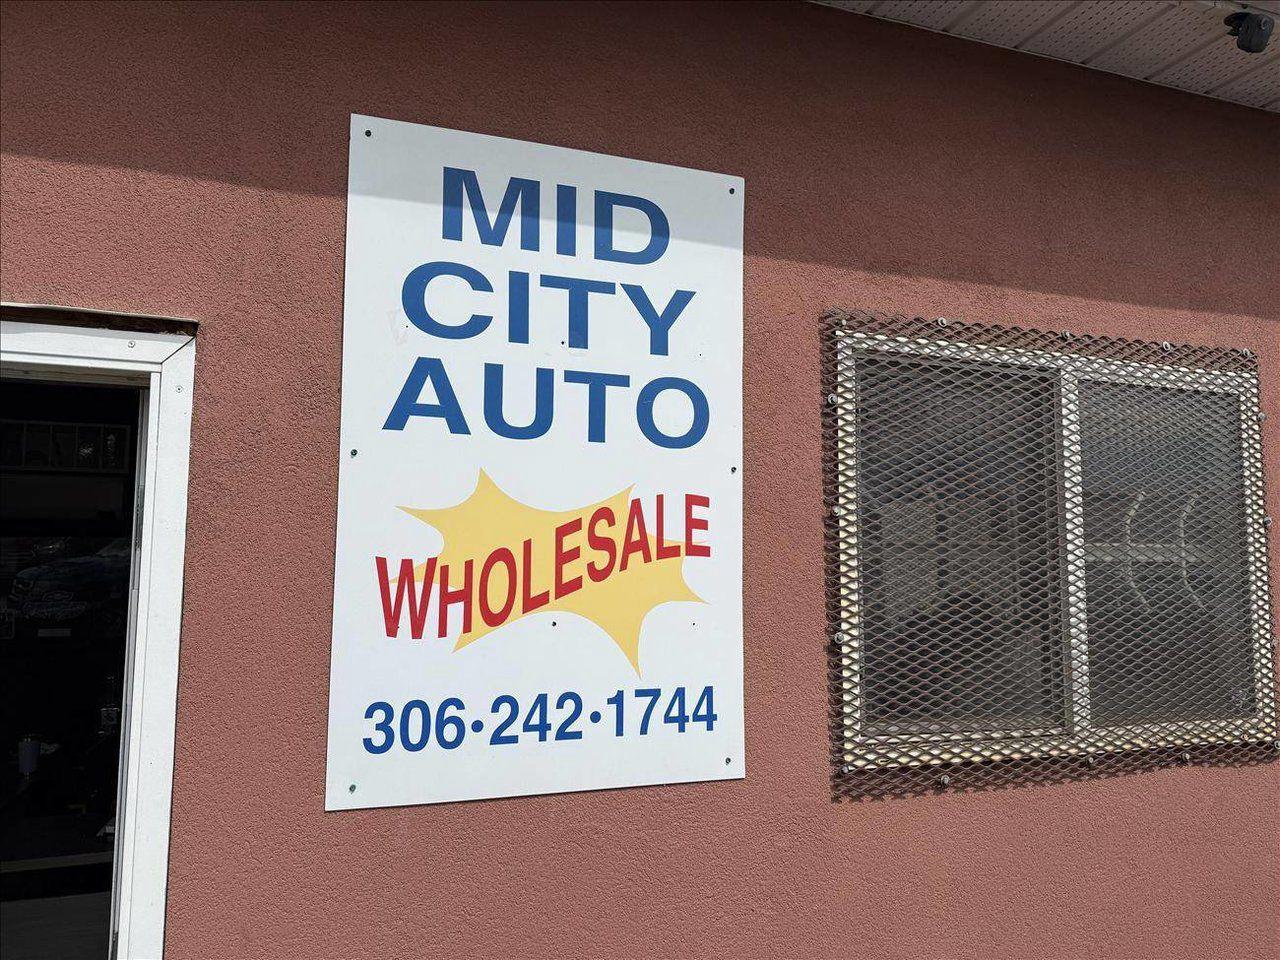 MID
CITY
AUTO
WHOLESALE
306·242·1744